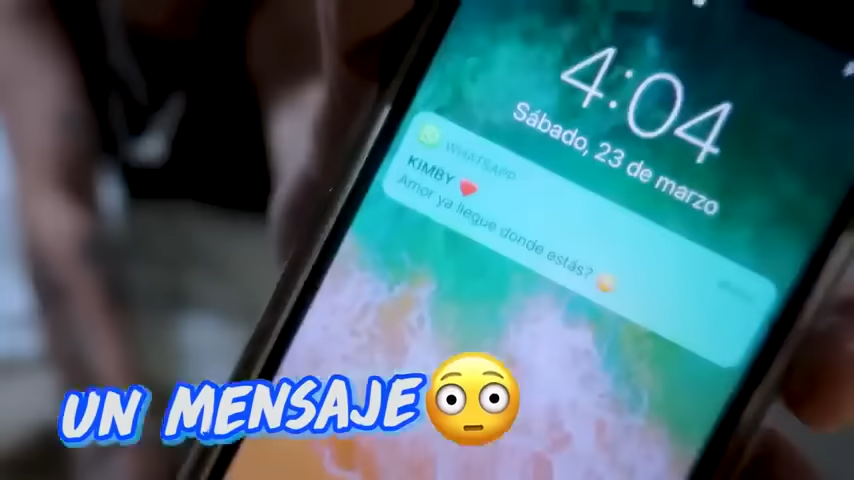 4:04
Sábado, 23 de marzo
WHATSAPP
KIMBY ❤️
Amor ya llegue donde estás?
UN MENSAJE😳